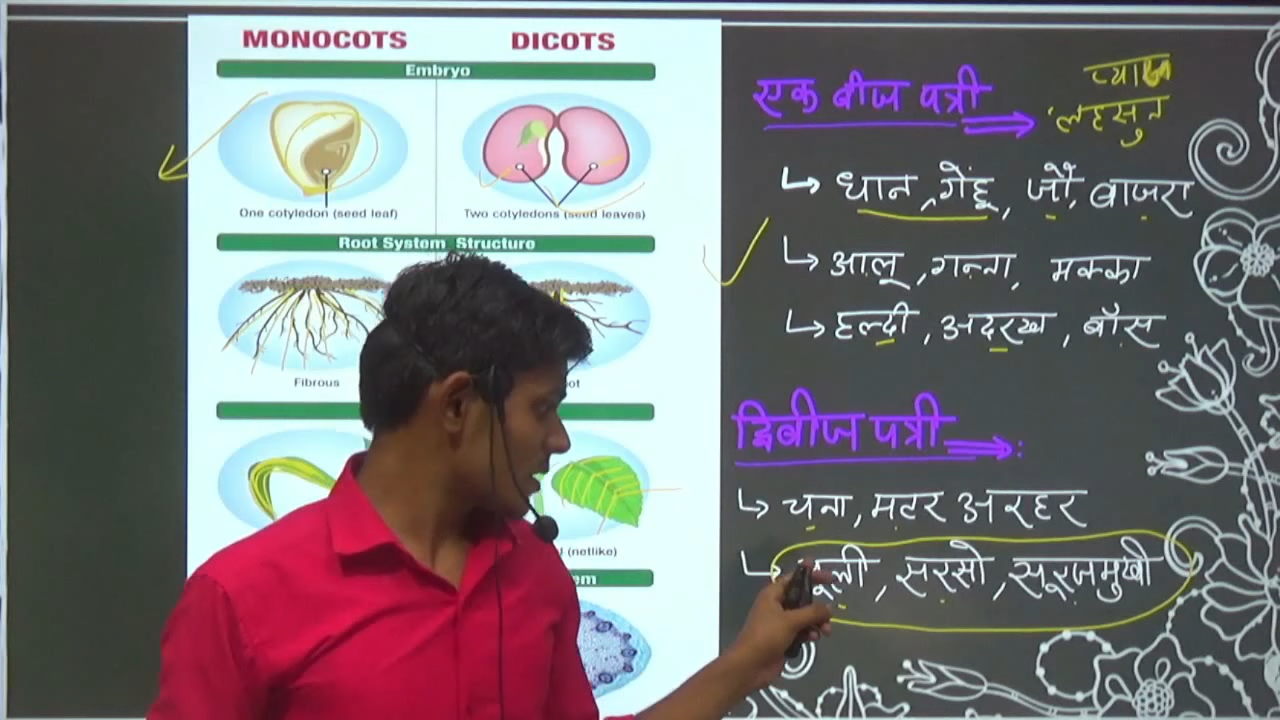 MONOCOTS DICOTS
Embryo
One cotyledon (seed leaf) Two cotyledons (seed leaves)
Root System Structure
Fibrous
(netlike)
एक बीज पत्री
प्याज
लहसुन
धान, गेंहू, जौ, बाजरा
आलू, गन्ना, मक्का
हल्दी, अदरख, बाँस
द्विबीज पत्री
चना, मटर अरहर
सरसो, सूरजमुखी